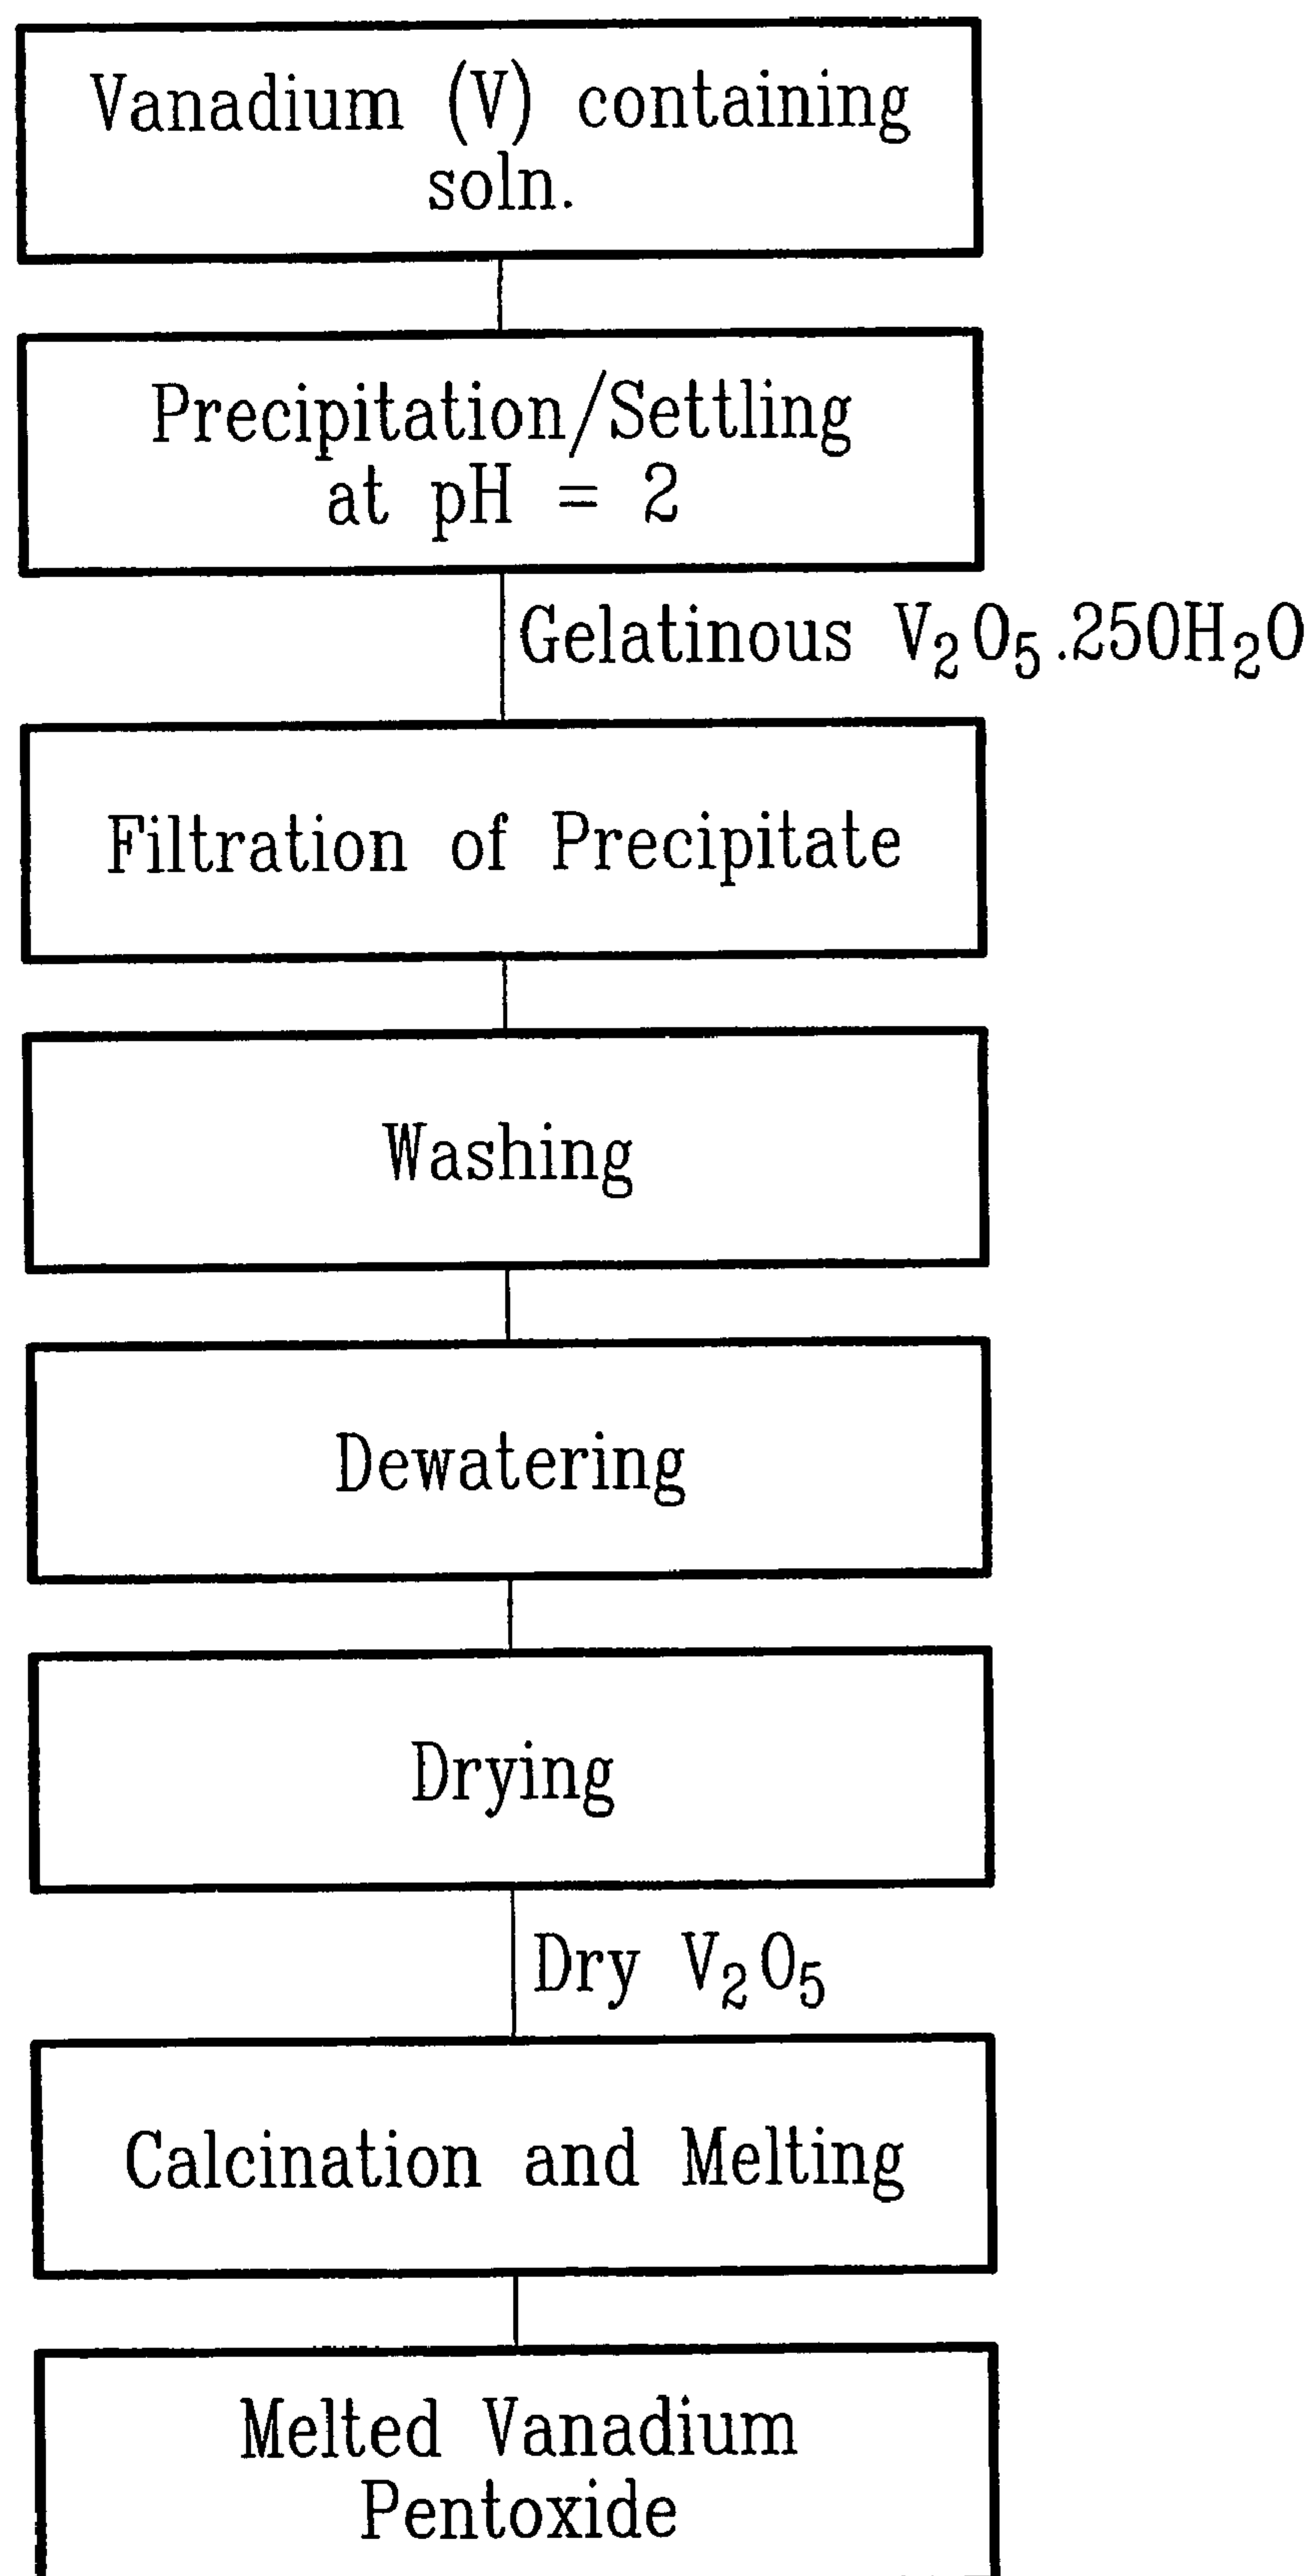 Vanadium (V) containing
soln.
Precipitation/Settling
at pH = 2
Gelatinous V₂O₅.250H₂O
Filtration of Precipitate
Washing
Dewatering
Drying
Dry V₂O₅
Calcination and Melting
Melted Vanadium
Pentoxide